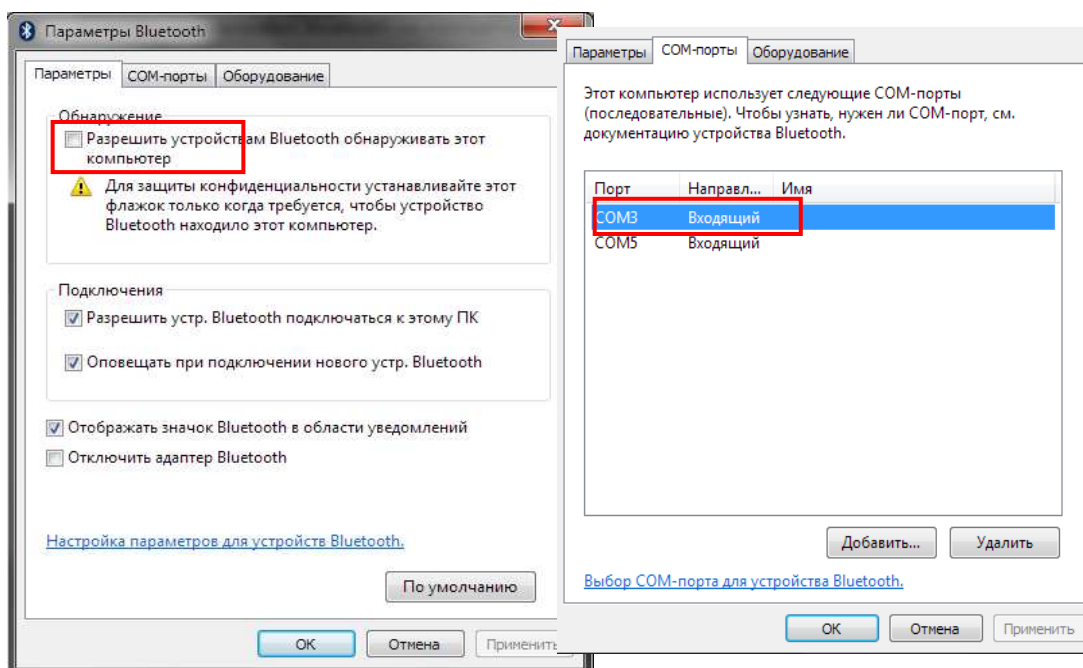 Параметры Bluetooth
Параметры COM-порты Оборудование
Обнаружение
Разрешить устройствам Bluetooth обнаруживать этот
компьютер
Для защиты конфиденциальности устанавливайте этот
флажок только когда требуется, чтобы устройство
Bluetooth находило этот компьютер.
Подключения
Разрешить устр. Bluetooth подключаться к этому ПК
Оповещать при подключении нового устр. Bluetooth
Отображать значок Bluetooth в области уведомлений
Отключить адаптер Bluetooth
Настройка параметров для устройств Bluetooth.
По умолчанию
ОК Отмена Применить
Параметры COM-порты Оборудование
Этот компьютер использует следующие COM-порты
(последовательные). Чтобы узнать, нужен ли COM-порт, см.
документацию устройства Bluetooth.
Порт Направл... Имя
COM3 Входящий
COM5 Входящий
Добавить... Удалить
Выбор COM-порта для устройства Bluetooth.
ОК Отмена Применить